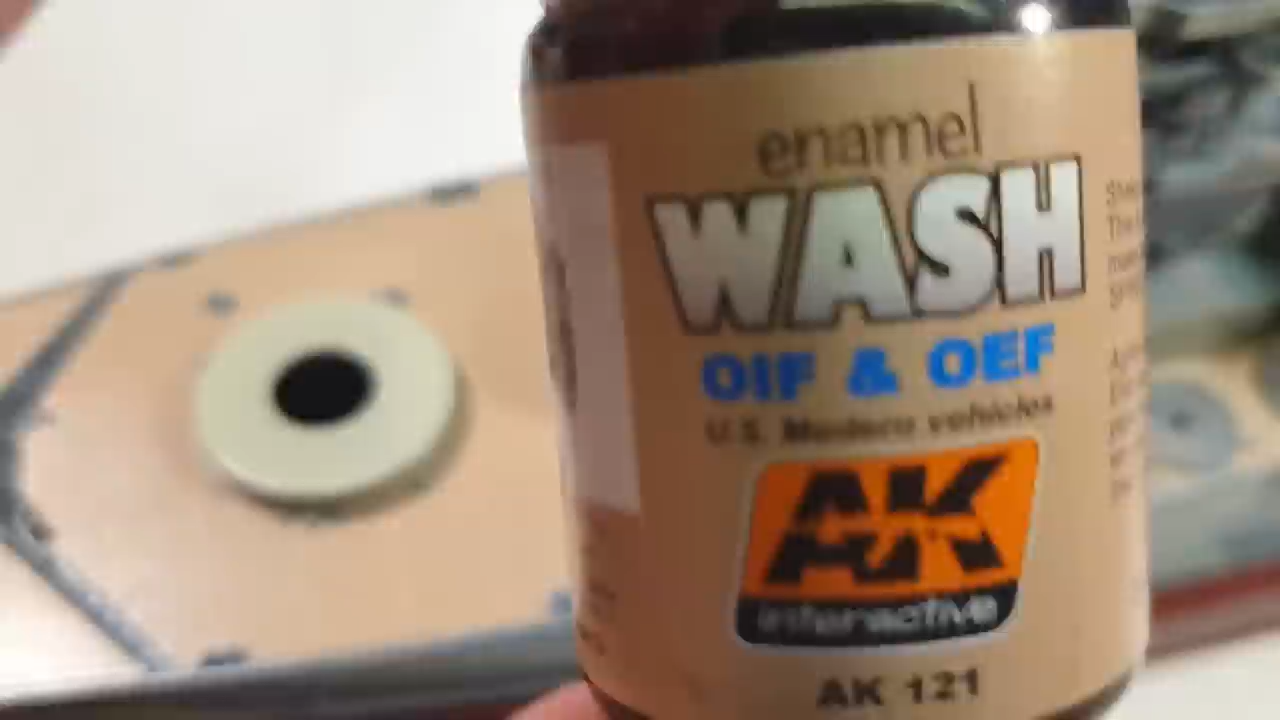 enamel
WASH
OIF & OEF
U.S. Modern vehicles
AK
interactive
AK 121